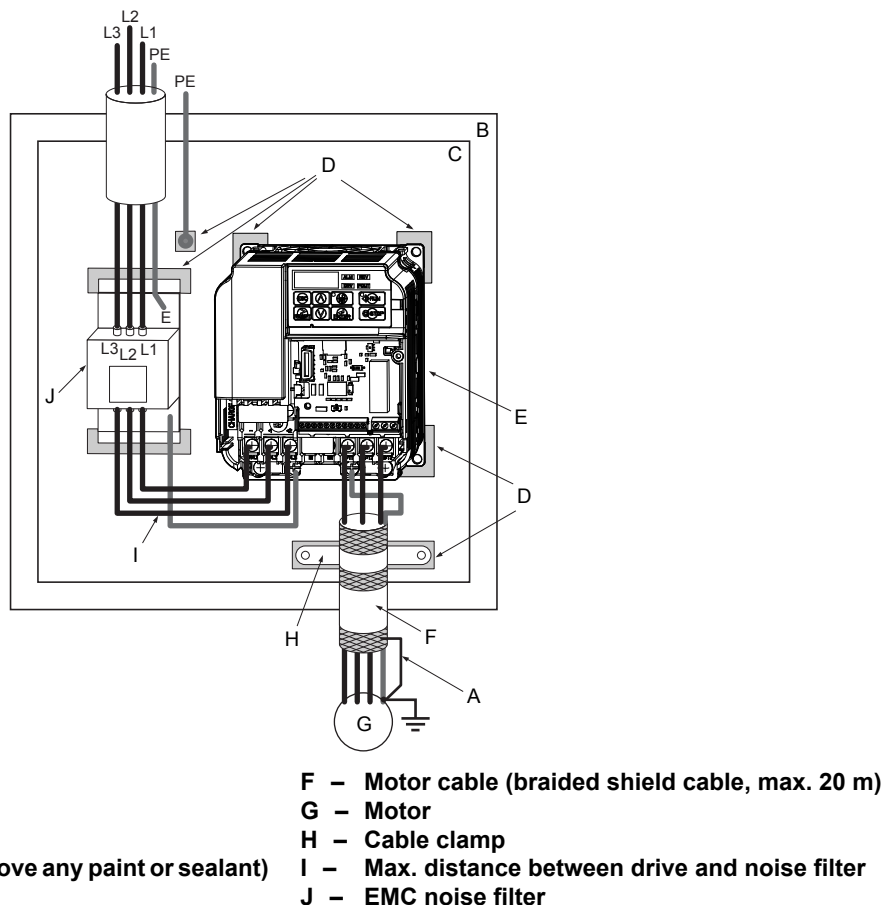 L2
L3 L1
PE
PE
B
C
D
E
L3 L2 L1
J
E
D
I
H
F
A
G
F – Motor cable (braided shield cable, max. 20 m)
G – Motor
H – Cable clamp
ove any paint or sealant) I – Max. distance between drive and noise filter
J – EMC noise filter